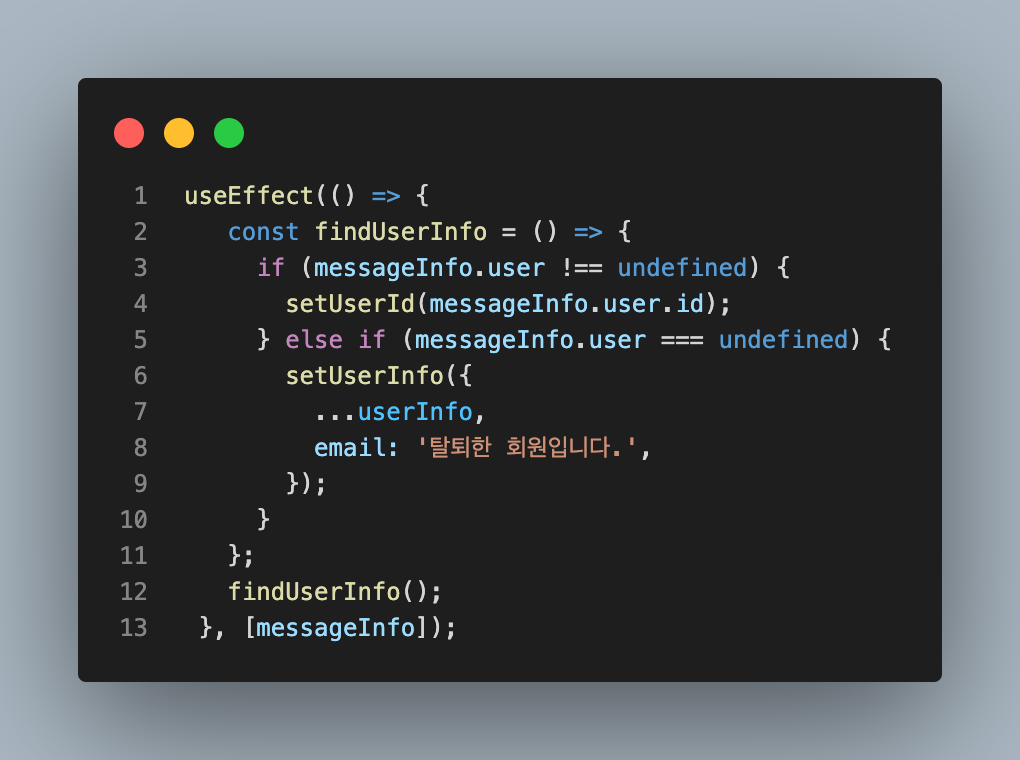 1 useEffect(() => {
2 const findUserInfo = () => {
3 if (messageInfo.user !== undefined) {
4 setUserId(messageInfo.user.id);
5 } else if (messageInfo.user === undefined) {
6 setUserInfo({
7 ...userInfo,
8 email: '탈퇴한 회원입니다.',
9 });
10 }
11 };
12 findUserInfo();
13 }, [messageInfo]);